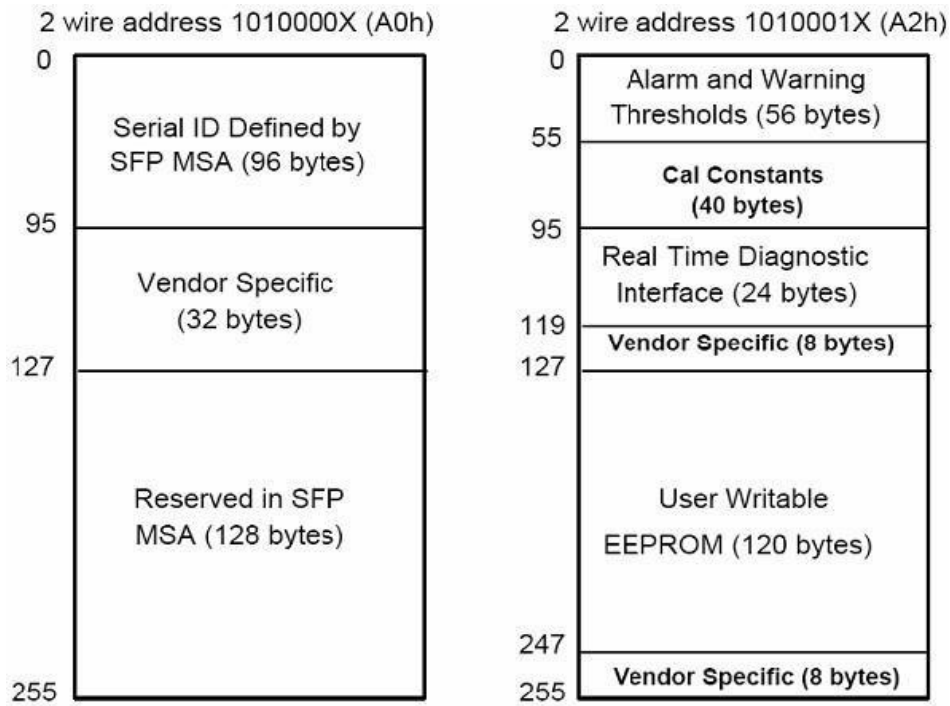 2 wire address 1010000X (A0h)
0
Serial ID Defined by
SFP MSA (96 bytes)
95
Vendor Specific
(32 bytes)
127
Reserved in SFP
MSA (128 bytes)
255
2 wire address 1010001X (A2h)
0
Alarm and Warning
Thresholds (56 bytes)
55
Cal Constants
(40 bytes)
95
Real Time Diagnostic
Interface (24 bytes)
119
Vendor Specific (8 bytes)
127
User Writable
EEPROM (120 bytes)
247
Vendor Specific (8 bytes)
255